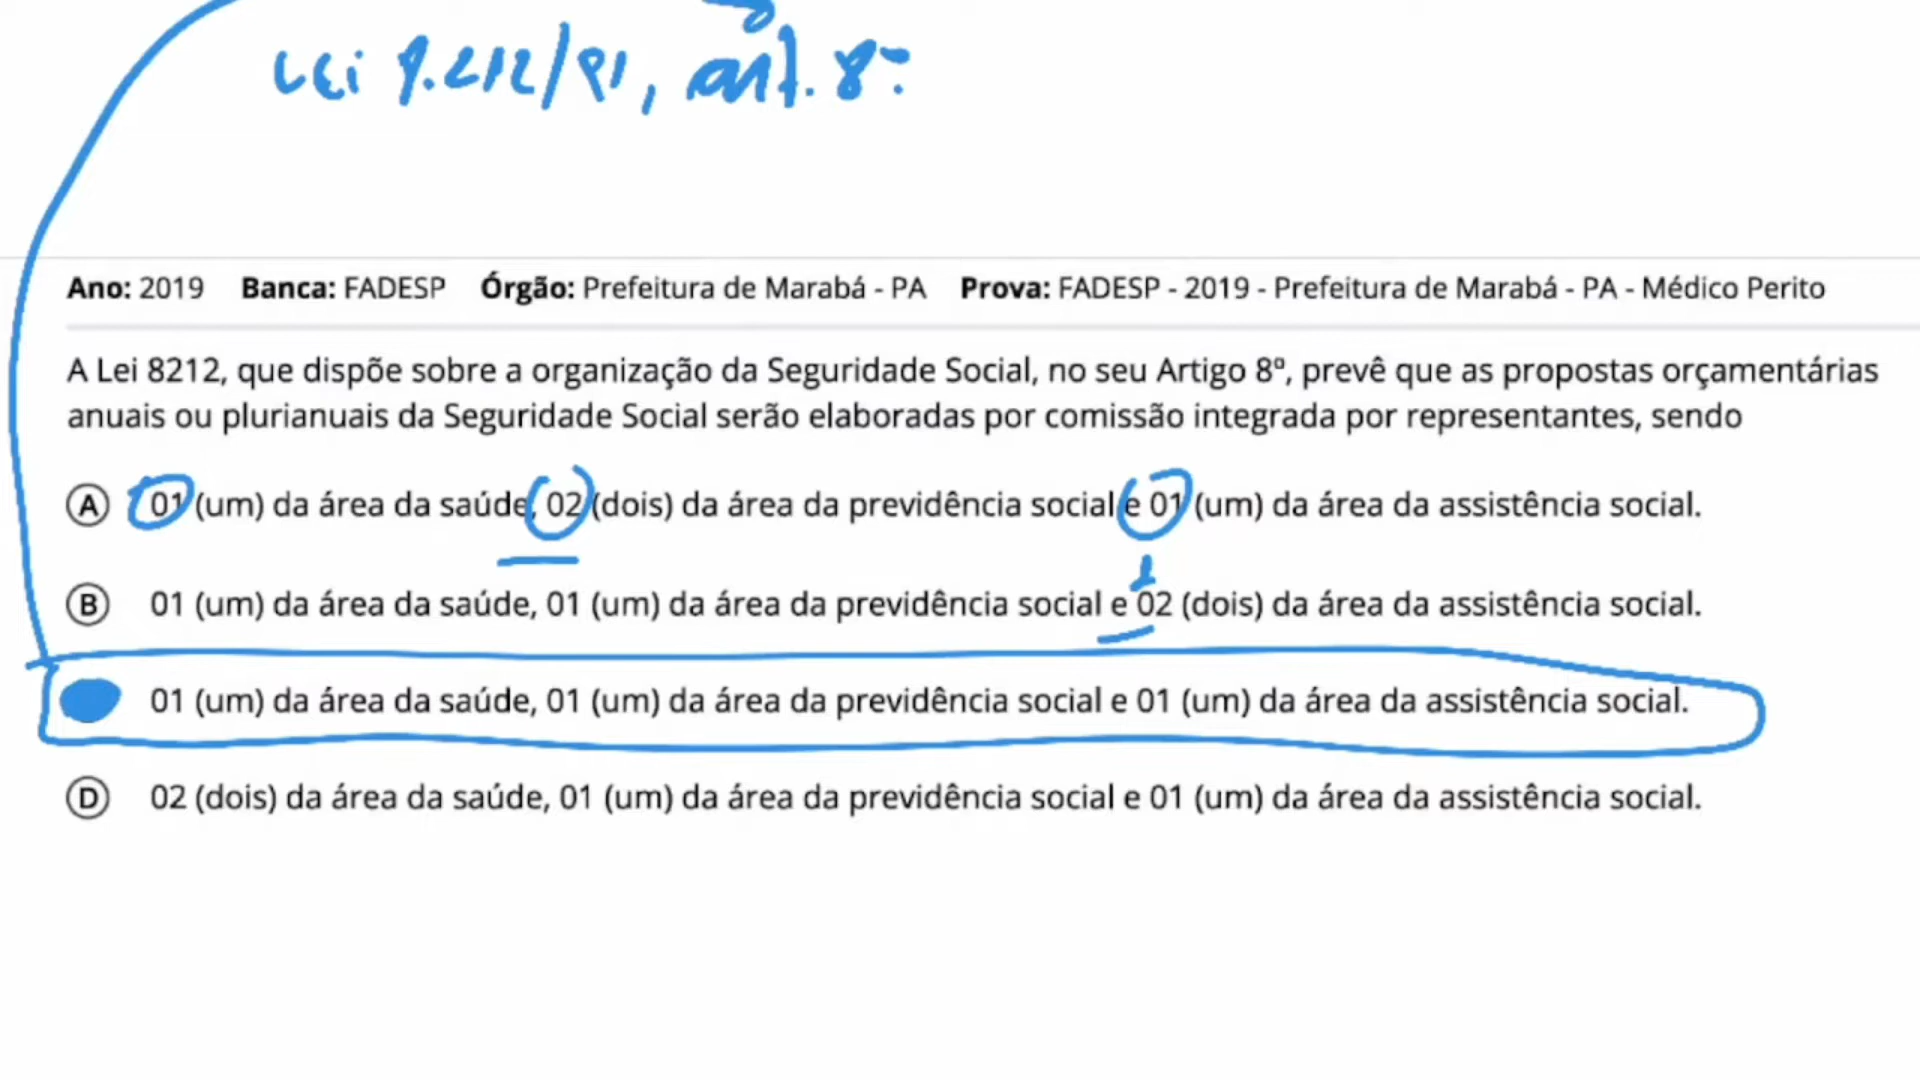 Lei 8.212/91, art. 8º
Ano: 2019 Banca: FADESP Órgão: Prefeitura de Marabá - PA Prova: FADESP - 2019 - Prefeitura de Marabá - PA - Médico Perito
A Lei 8212, que dispõe sobre a organização da Seguridade Social, no seu Artigo 8º, prevê que as propostas orçamentárias
anuais ou plurianuais da Seguridade Social serão elaboradas por comissão integrada por representantes, sendo
A 01 (um) da área da saúde, 02 (dois) da área da previdência social e 01 (um) da área da assistência social.
1
B 01 (um) da área da saúde, 01 (um) da área da previdência social e 02 (dois) da área da assistência social.
01 (um) da área da saúde, 01 (um) da área da previdência social e 01 (um) da área da assistência social.
D 02 (dois) da área da saúde, 01 (um) da área da previdência social e 01 (um) da área da assistência social.